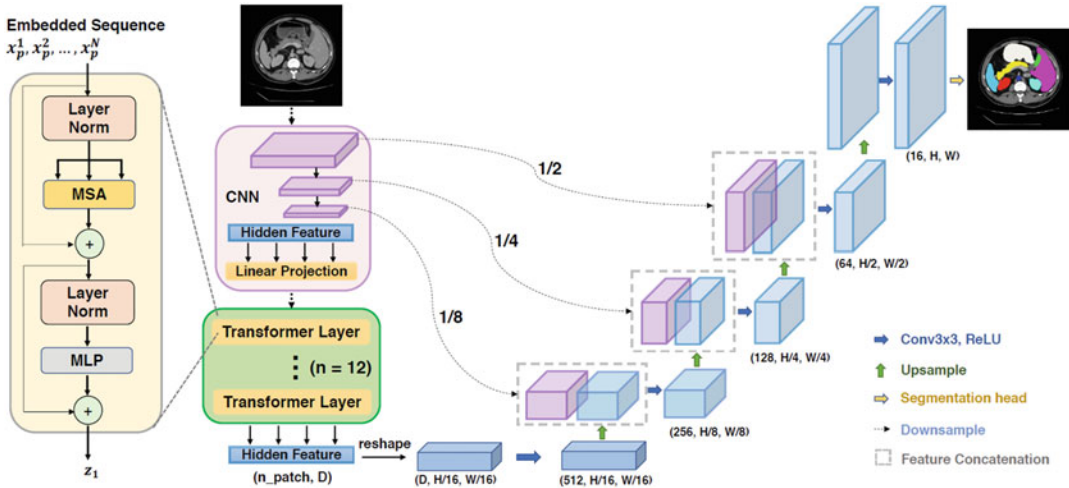 Embedded Sequence
x_p^1, x_p^2, ..., x_p^N
Layer
Norm
MSA
+
Layer
Norm
MLP
+
z_1
CNN
Hidden Feature
Linear Projection
Transformer Layer
(n = 12)
Transformer Layer
Hidden Feature
(n_patch, D)
reshape
(D, H/16, W/16)
(512, H/16, W/16)
1/2
1/4
1/8
(256, H/8, W/8)
(128, H/4, W/4)
(64, H/2, W/2)
(16, H, W)
Conv3x3, ReLU
Upsample
Segmentation head
Downsample
Feature Concatenation